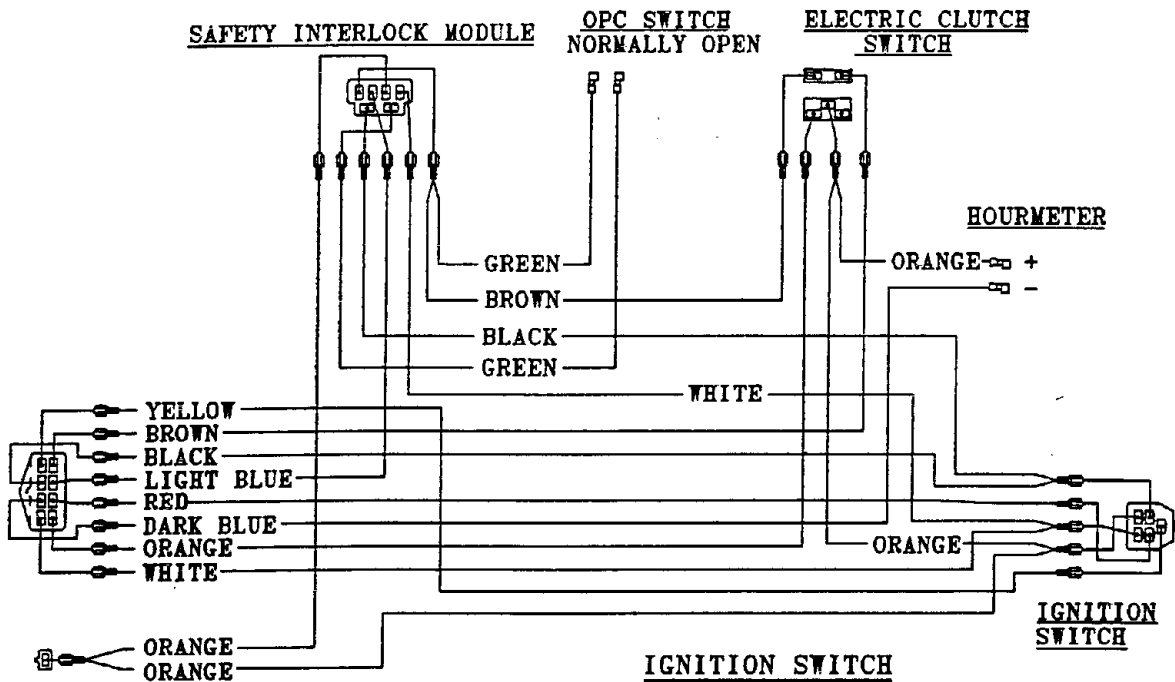 SAFETY INTERLOCK MODULE
OPC SWITCH
NORMALLY OPEN
ELECTRIC CLUTCH
SWITCH
HOURMETER
ORANGE +
-
GREEN
BROWN
BLACK
GREEN
WHITE
YELLOW
BROWN
BLACK
LIGHT BLUE
RED
DARK BLUE
ORANGE
ORANGE
WHITE
IGNITION
SWITCH
ORANGE
ORANGE
IGNITION SWITCH